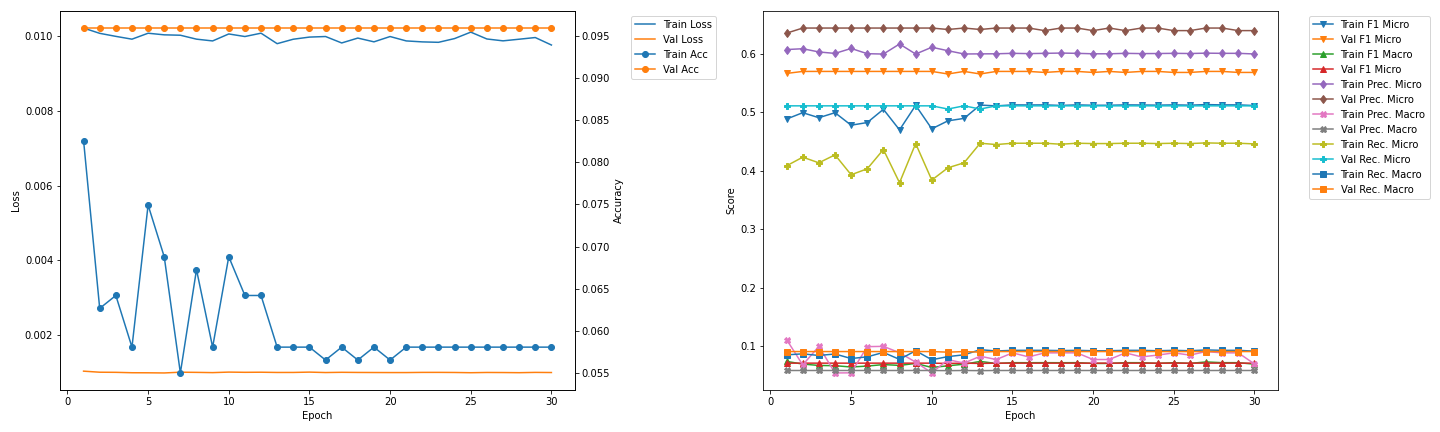 0.010
0.008
0.006
0.004
0.002
Loss
0
5
10
15
20
25
30
Epoch
0.095
0.090
0.085
0.080
0.075
0.070
0.065
0.060
0.055
Accuracy
Train Loss
Val Loss
Train Acc
Val Acc
0.6
0.5
0.4
0.3
0.2
0.1
Score
0
5
10
15
20
25
30
Epoch
Train F1 Micro
Val F1 Micro
Train F1 Macro
Val F1 Micro
Train Prec. Micro
Val Prec. Micro
Train Prec. Macro
Val Prec. Macro
Train Rec. Micro
Val Rec. Micro
Train Rec. Macro
Val Rec. Macro